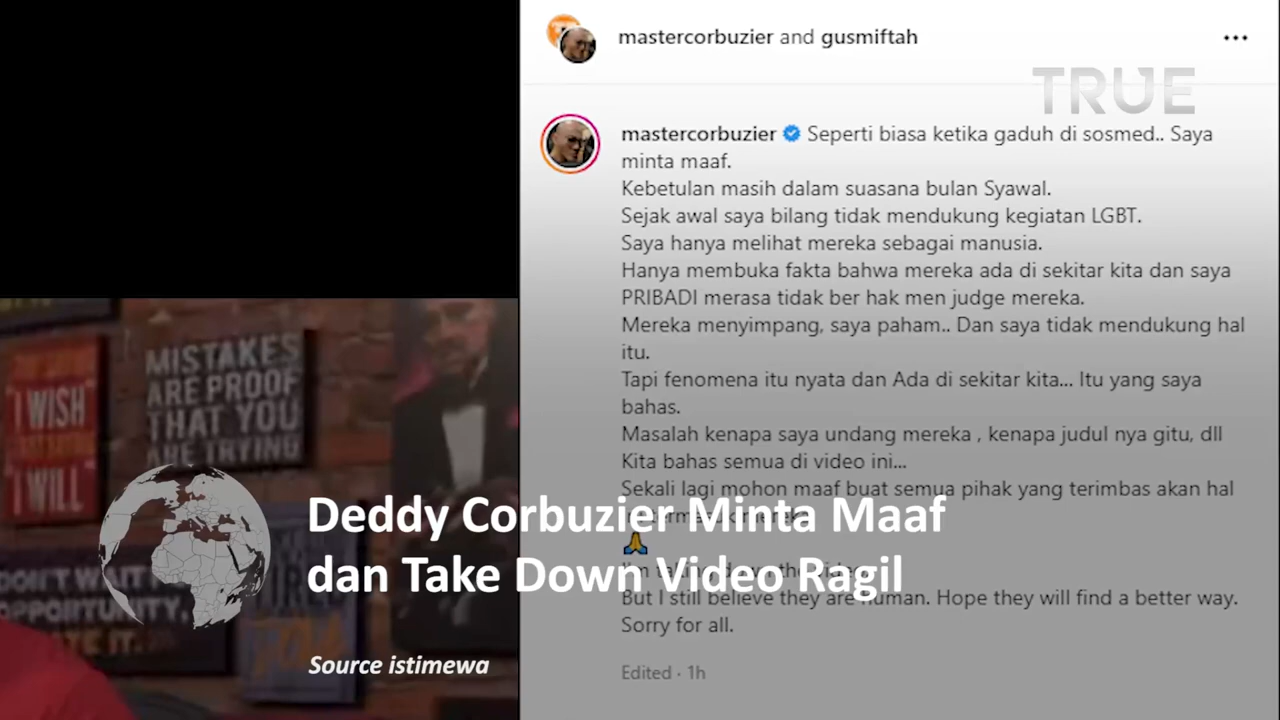 mastercorbuzier and gusmiftah
TRUE
mastercorbuzier Seperti biasa ketika gaduh di sosmed.. Saya
minta maaf.
Kebetulan masih dalam suasana bulan Syawal.
Sejak awal saya bilang tidak mendukung kegiatan LGBT.
Saya hanya melihat mereka sebagai manusia.
Hanya membuka fakta bahwa mereka ada di sekitar kita dan saya
PRIBADI merasa tidak ber hak men judge mereka.
Mereka menyimpang, saya paham.. Dan saya tidak mendukung hal
itu.
Tapi fenomena itu nyata dan Ada di sekitar kita... Itu yang saya
bahas.
Masalah kenapa saya undang mereka , kenapa judul nya gitu, dll
Kita bahas semua di video ini...
Sekali lagi mohon maaf buat semua pihak yang terimbas akan hal
🙏
But I still believe they are human. Hope they will find a better way.
Sorry for all.
Edited · 1h
"I WISH"
"I WILL
MISTAKES
ARE PROOF
THAT YOU
ARE TRYING
DON'T WAIT
OPPORTUNITY,
IT.
Deddy Corbuzier Minta Maaf
dan Take Down Video Ragil
Source istimewa